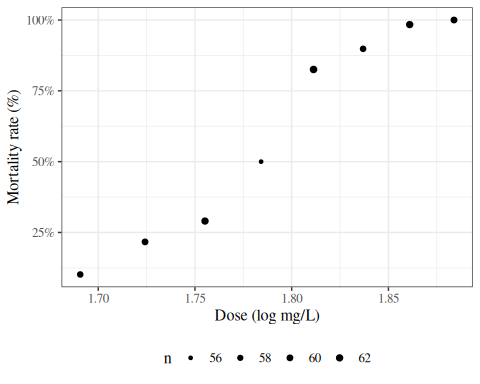 100%
75%
50%
25%
Mortality rate (%)
1.70 1.75 1.80 1.85
Dose (log mg/L)
n 56 58 60 62